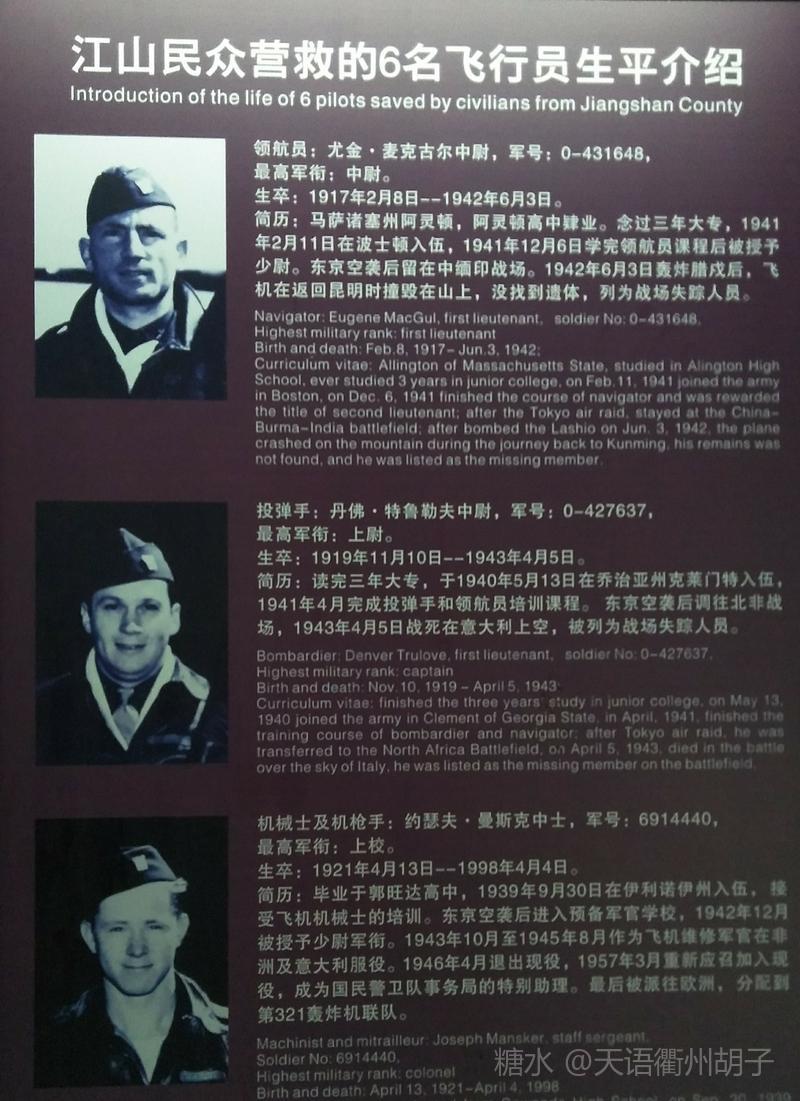 江山民众营救的6名飞行员生平介绍
Introduction of the life of 6 pilots saved by civilians from Jiangshan County
领航员：尤金·麦克古尔中尉，军号：0-431648，
最高军衔：中尉。
生卒：1917年2月8日--1942年6月3日。
简历：马萨诸塞州阿灵顿，阿灵顿高中肄业。念过三年大专，1941
年2月11日在波士顿入伍，1941年12月6日学完领航员课程后被授予
少尉。东京空袭后留在中缅印战场。1942年6月3日轰炸腊戌后，飞
机在返回昆明时撞毁在山上，没找到遗体，列为战场失踪人员。
Navigator: Eugene MacGul, first lieutenant, soldier No: 0-431648,
Highest military rank: first lieutenant
Birth and death: Feb.8, 1917- Jun.3, 1942;
Curriculum vitae: Allington of Massachusetts State, studied in Alington High
School, ever studied 3 years in junior college, on Feb.11, 1941 joined the army
in Boston, on Dec. 6, 1941 finished the course of navigator and was rewarded
the title of second lieutenant; after the Tokyo air raid, stayed at the China-
Burma-India battlefield; after bombed the Lashio on Jun. 3, 1942, the plane
crashed on the mountain during the journey back to Kunming, his remains was
not found, and he was listed as the missing member.
投弹手：丹佛·特鲁勒夫中尉，军号：0-427637，
最高军衔：上尉。
生卒：1919年11月10日--1943年4月5日。
简历：读完三年大专，于1940年5月13日在乔治亚州克莱门特入伍，
1941年4月完成投弹手和领航员培训课程。东京空袭后调往北非战
场，1943年4月5日战死在意大利上空，被列为战场失踪人员。
Bombardier: Denver Trulove, first lieutenant, soldier No: 0-427637,
Highest military rank: captain
Birth and death: Nov.10, 1919 - April 5, 1943
Curriculum vitae: finished the three years' study in junior college, on May 13,
1940 joined the army in Clement of Georgia State, in April, 1941, finished the
training course of bombardier and navigator; after Tokyo air raid, he was
transferred to the North Africa Battlefield, on April 5, 1943, died in the battle
over the sky of Italy, he was listed as the missing member on the battlefield.
机械士及机枪手：约瑟夫·曼斯克中士，军号：6914440，
最高军衔：上校。
生卒：1921年4月13日--1998年4月4日。
简历：毕业于郭旺达高中，1939年9月30日在伊利诺伊州入伍，接
受飞机机械士的培训。东京空袭后进入预备军官学校，1942年12月
被授予少尉军衔。1943年10月至1945年8月作为飞机维修军官在非
洲及意大利服役。1946年4月退出现役，1957年3月重新应召加入现
役，成为国民警卫队事务局的特别助理。最后被派往欧洲，分配到
第321轰炸机联队。
Machinist and mitrailleur: Joseph Mansker, staff sergeant,
Soldier No: 6914440,
Highest military rank: colonel
Birth and death: April 13, 1921-April 4, 1998
糖水 @天语衢州胡子